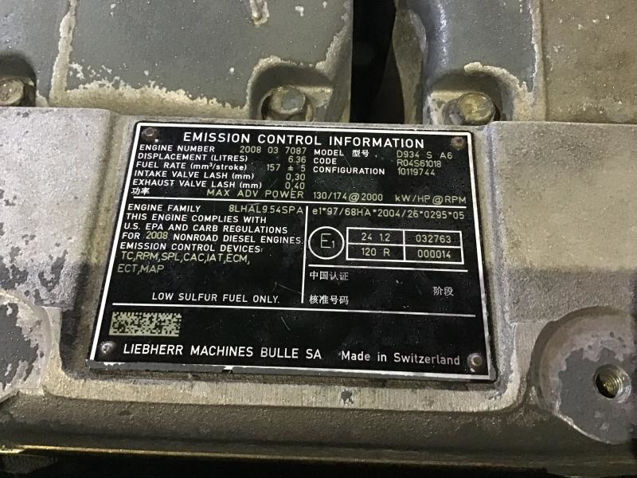 EMISSION CONTROL INFORMATION
ENGINE NUMBER 2008 03 7087 MODEL 型号 D934 S A6
DISPLACEMENT (LITRES) 6.36 CODE R04S61018
FUEL RATE (mm³/stroke) 157 ± 5 CONFIGURATION 10119744
INTAKE VALVE LASH (mm) 0,30
EXHAUST VALVE LASH (mm) 0,40
功率 MAX ADV POWER 130/174@2000 kW/HP@RPM
ENGINE FAMILY 8LHAL9.54SPA e1*97/68HA*2004/26*0295*05
THIS ENGINE COMPLIES WITH
U.S. EPA AND CARB REGULATIONS
FOR 2008 NONROAD DIESEL ENGINES.
EMISSION CONTROL DEVICES:
TC,RPM,SPL,CAC,IAT,ECM,
ECT,MAP
LOW SULFUR FUEL ONLY.
E1
24 1.2 032763
120 R 000014
中国认证
阶段
核准号码
LIEBHERR MACHINES BULLE SA Made in Switzerland